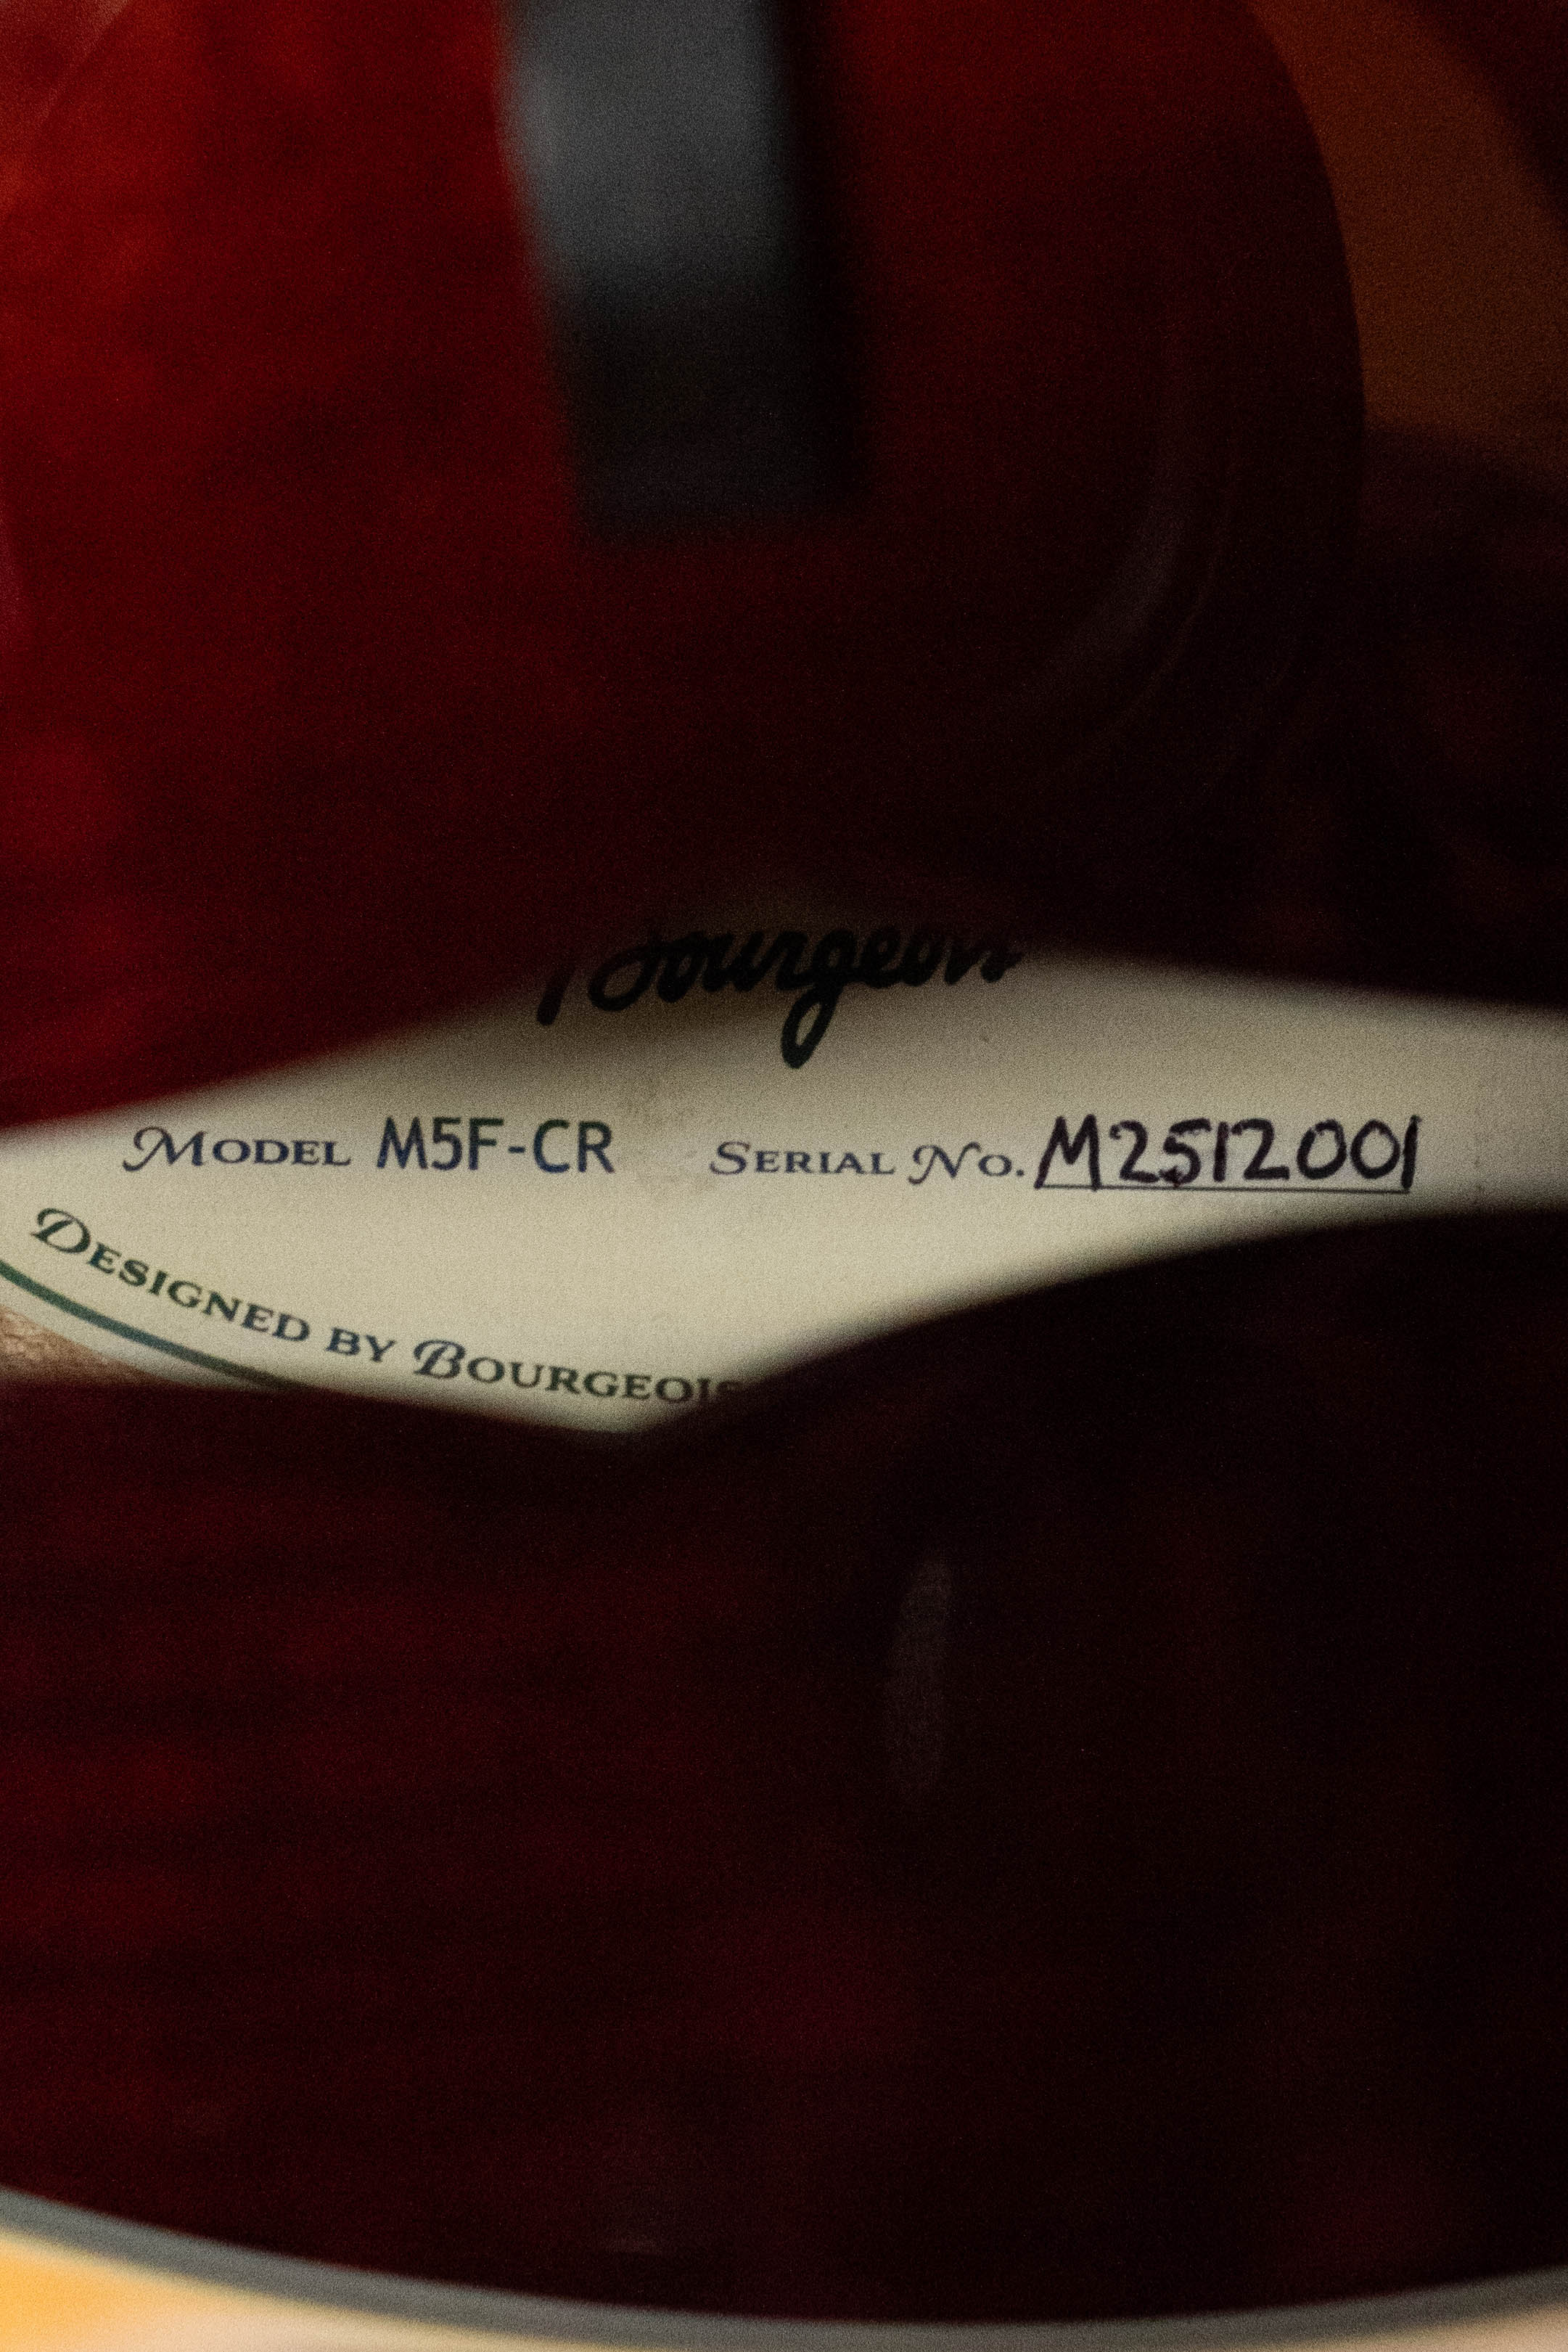 Bourgeois
Model M5F-CR Serial No. M2512001
Designed by Bourgeois